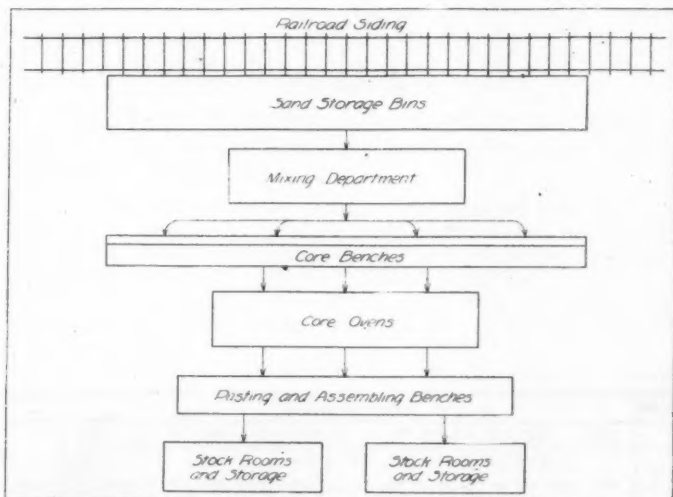 Railroad Siding
Sand Storage Bins
Mixing Department
Core Benches
Core Ovens
Pasting and Assembling Benches
Stock Rooms
and Storage
Stock Rooms
and Storage